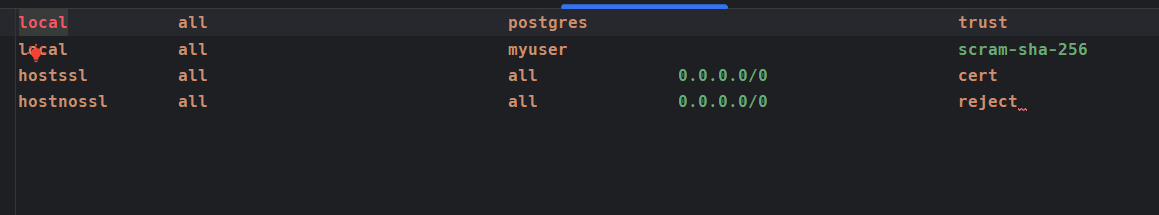 local all postgres trust
local all myuser scram-sha-256
hostssl all all 0.0.0.0/0 cert
hostnossl all all 0.0.0.0/0 reject